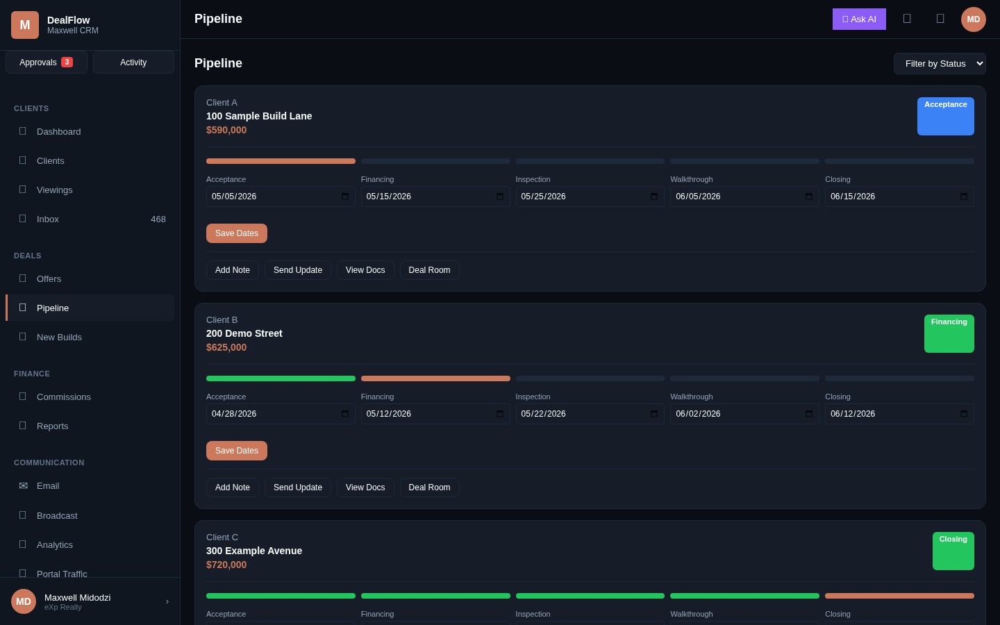 M
DealFlow
Maxwell CRM
Approvals 3
Activity
CLIENTS
Dashboard
Clients
Viewings
Inbox 468
DEALS
Offers
Pipeline
New Builds
FINANCE
Commissions
Reports
COMMUNICATION
Email
Broadcast
Analytics
Portal Traffic
MD
Maxwell Midodzi
eXp Realty
Pipeline
Ask AI
MD
Pipeline
Filter by Status
Client A
100 Sample Build Lane
$590,000
Acceptance
Acceptance Financing Inspection Walkthrough Closing
05/05/2026 05/15/2026 05/25/2026 06/05/2026 06/15/2026
Save Dates
Add Note Send Update View Docs Deal Room
Client B
200 Demo Street
$625,000
Financing
Acceptance Financing Inspection Walkthrough Closing
04/28/2026 05/12/2026 05/22/2026 06/02/2026 06/12/2026
Save Dates
Add Note Send Update View Docs Deal Room
Client C
300 Example Avenue
$720,000
Closing
Acceptance Financing Inspection Walkthrough Closing